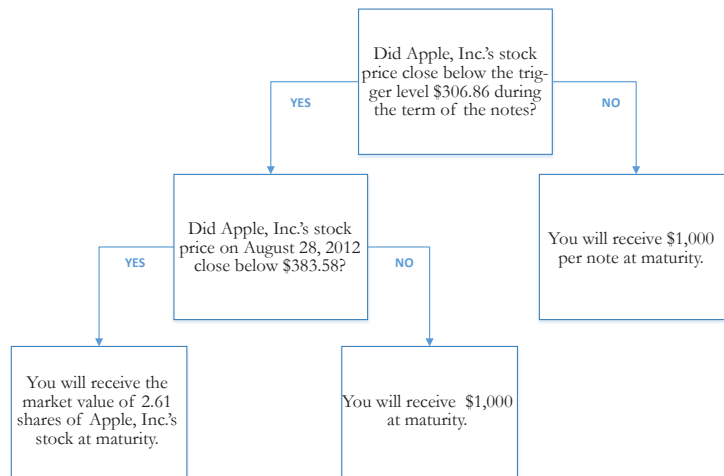 Did Apple, Inc.'s stock
price close below the trig-
ger level $306.86 during
the term of the notes?
YES
NO
Did Apple, Inc.'s stock
price on August 28, 2012
close below $383.58?
You will receive $1,000
per note at maturity.
YES
NO
You will receive the
market value of 2.61
shares of Apple, Inc.'s
stock at maturity.
You will receive $1,000
at maturity.